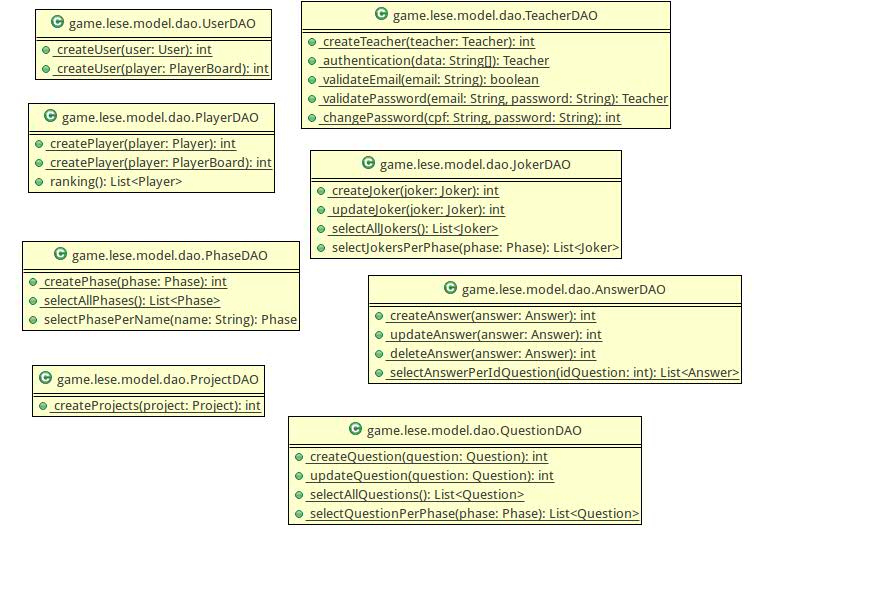 game.lese.model.dao.UserDAO
createUser(user: User): int
createUser(player: PlayerBoard): int
game.lese.model.dao.TeacherDAO
createTeacher(teacher: Teacher): int
authentication(data: String[]): Teacher
validateEmail(email: String): boolean
validatePassword(email: String, password: String): Teacher
changePassword(cpf: String, password: String): int
game.lese.model.dao.PlayerDAO
createPlayer(player: Player): int
createPlayer(player: PlayerBoard): int
ranking(): List<Player>
game.lese.model.dao.JokerDAO
createJoker(joker: Joker): int
updateJoker(joker: Joker): int
selectAllJokers(): List<Joker>
selectJokersPerPhase(phase: Phase): List<Joker>
game.lese.model.dao.PhaseDAO
createPhase(phase: Phase): int
selectAllPhases(): List<Phase>
selectPhasePerName(name: String): Phase
game.lese.model.dao.AnswerDAO
createAnswer(answer: Answer): int
updateAnswer(answer: Answer): int
deleteAnswer(answer: Answer): int
selectAnswerPerIdQuestion(idQuestion: int): List<Answer>
game.lese.model.dao.ProjectDAO
createProjects(project: Project): int
game.lese.model.dao.QuestionDAO
createQuestion(question: Question): int
updateQuestion(question: Question): int
selectAllQuestions(): List<Question>
selectQuestionPerPhase(phase: Phase): List<Question>